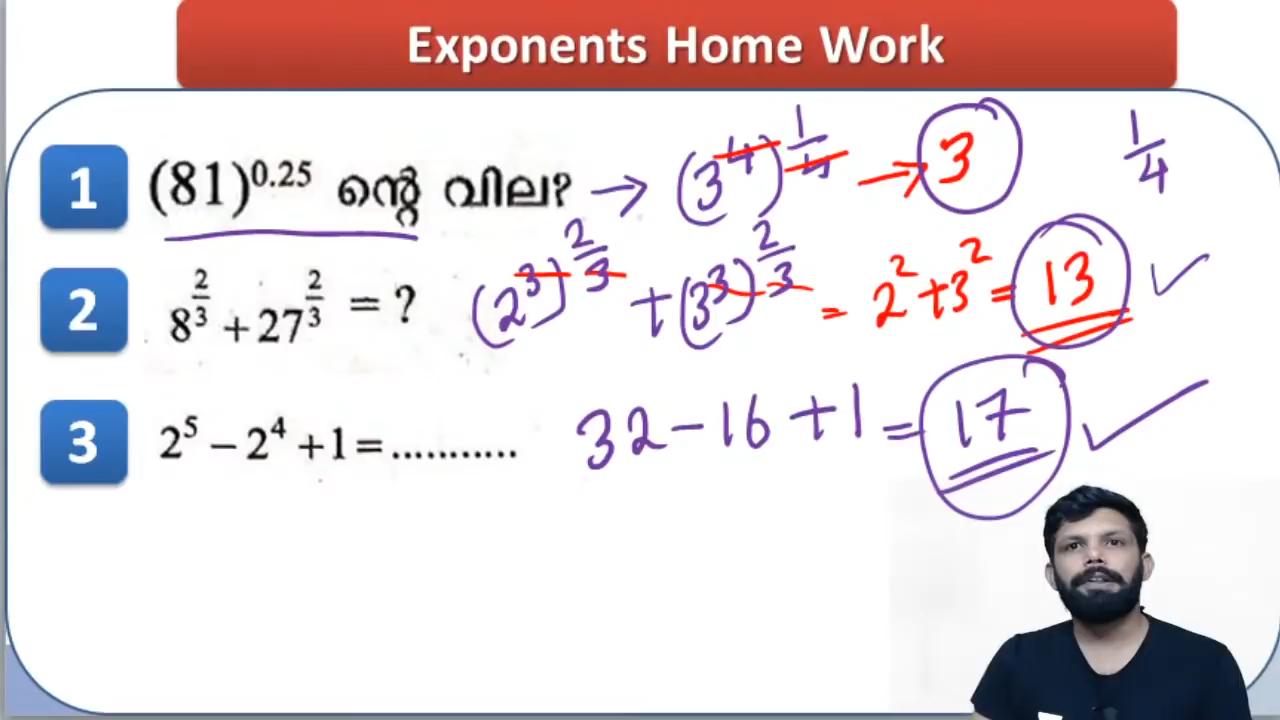 Exponents Home Work
1 (81)^0.25 ന്റെ വില? → (3^4)^1/4 → 3 1/4
2 8^2/3 + 27^2/3 = ? (2^3)^2/3 + (3^3)^2/3 = 2^2 + 3^2 = 13 ✓
3 2^5 − 2^4 + 1 = ........... 32 − 16 + 1 = 17 ✓